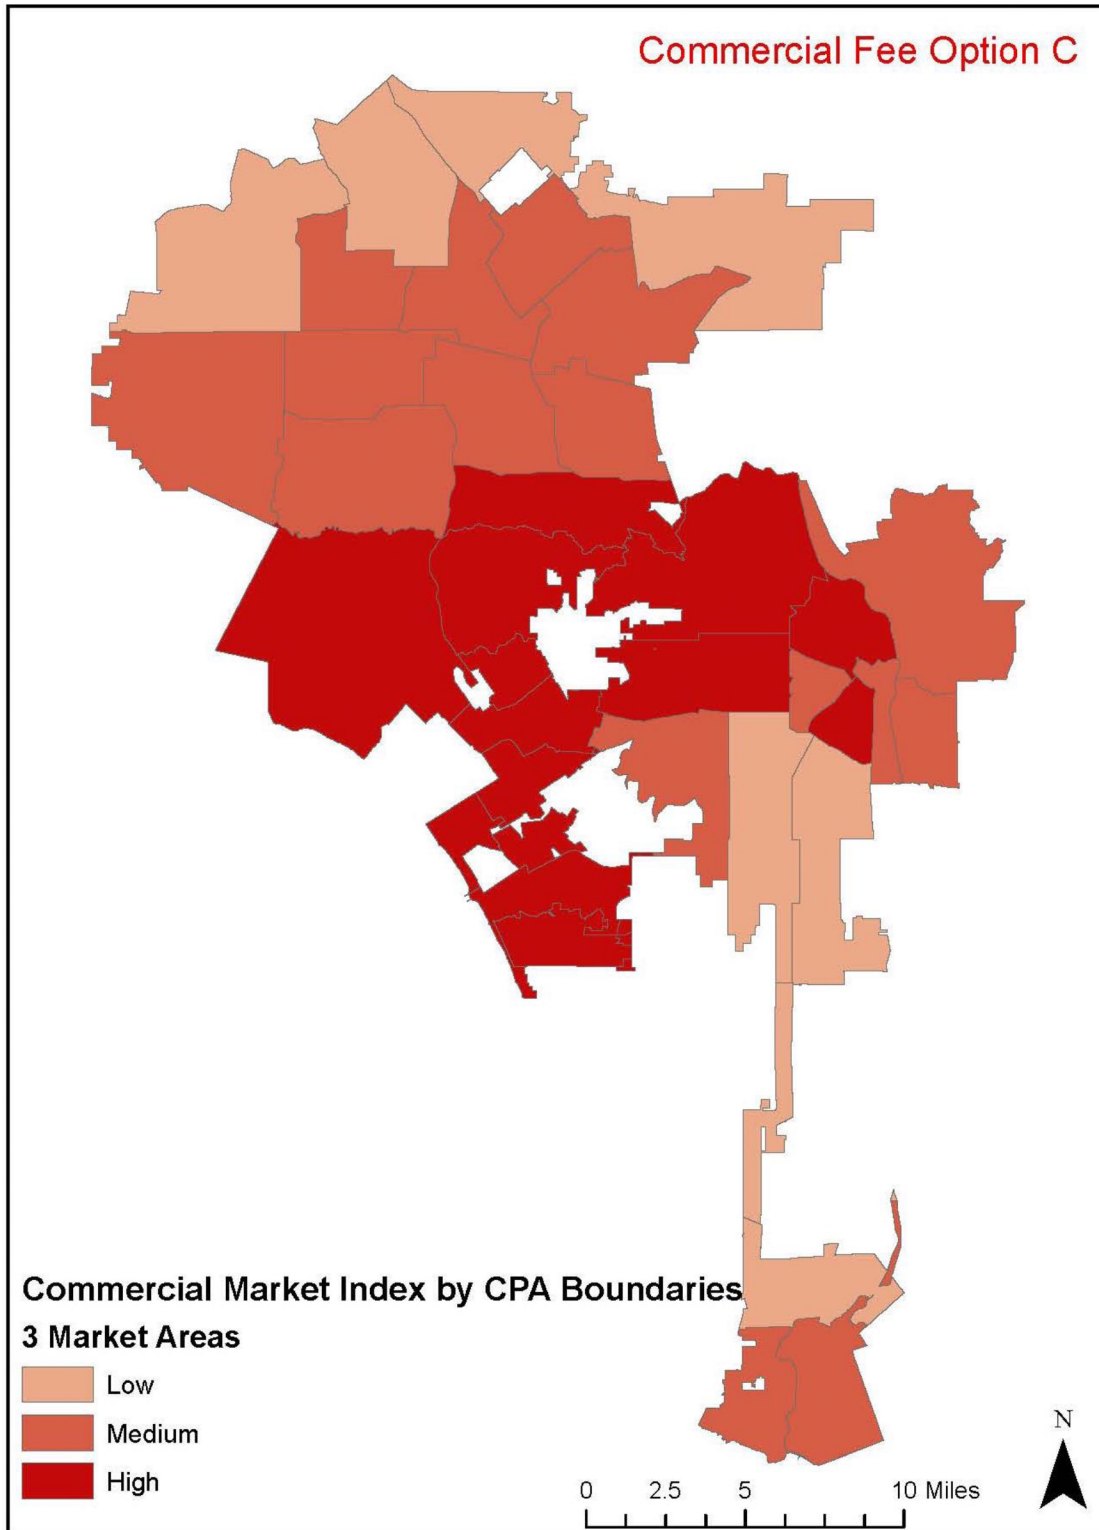 Commercial Fee Option C
Commercial Market Index by CPA Boundaries
3 Market Areas
Low
Medium
High
N
0 2.5 5 10 Miles